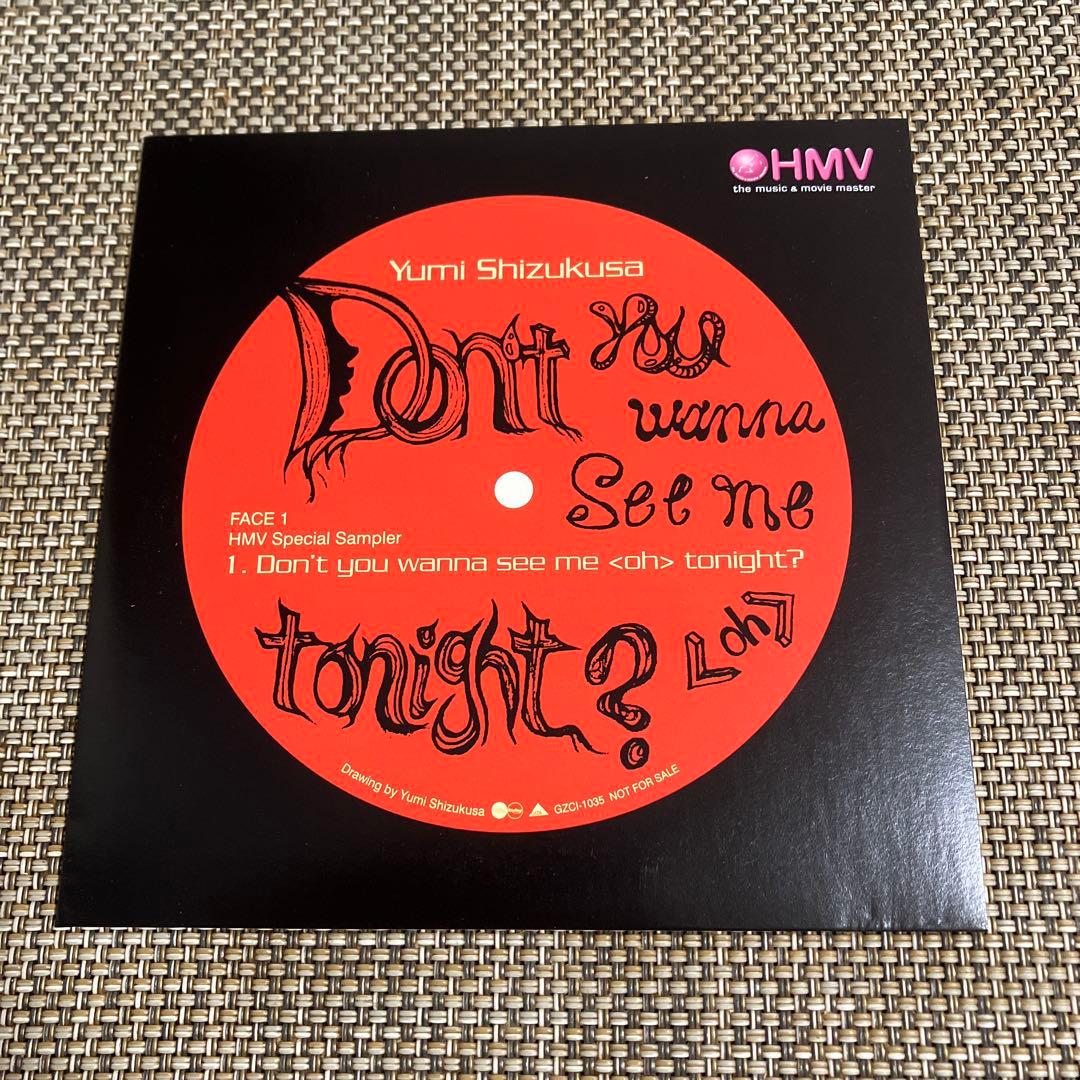 HMV
the music & movie master
Yumi Shizukusa
Don't you
wanna
see me
FACE 1
HMV Special Sampler
1. Don't you wanna see me <oh> tonight?
tonight? <oh>
Drawing by Yumi Shizukusa GZCI-1035 NOT FOR SALE